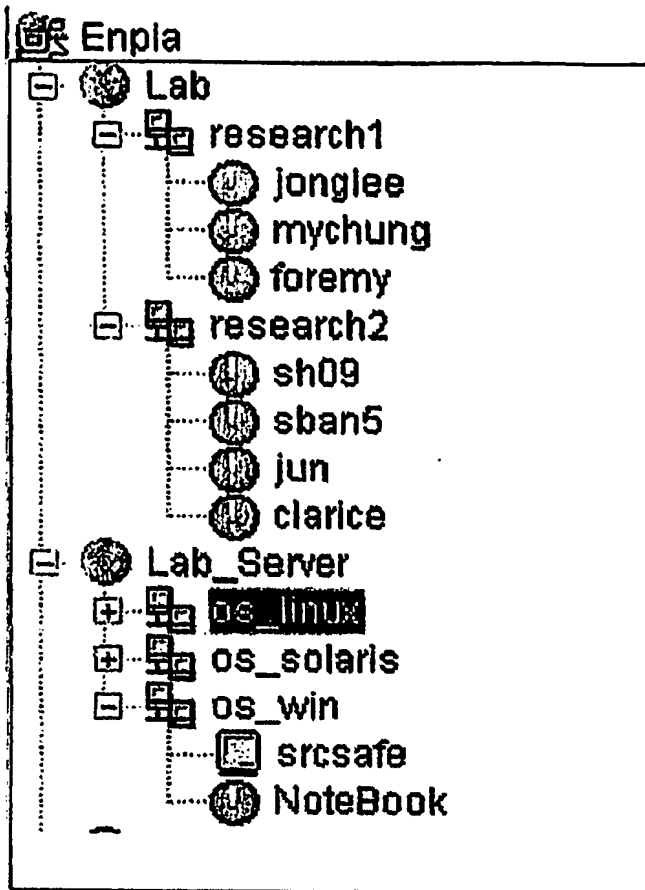 Enpla
Lab
research1
jonglee
mychung
foremy
research2
sh09
sban5
jun
clarice
Lab_Server
os_linux
os_solaris
os_win
srcsafe
NoteBook